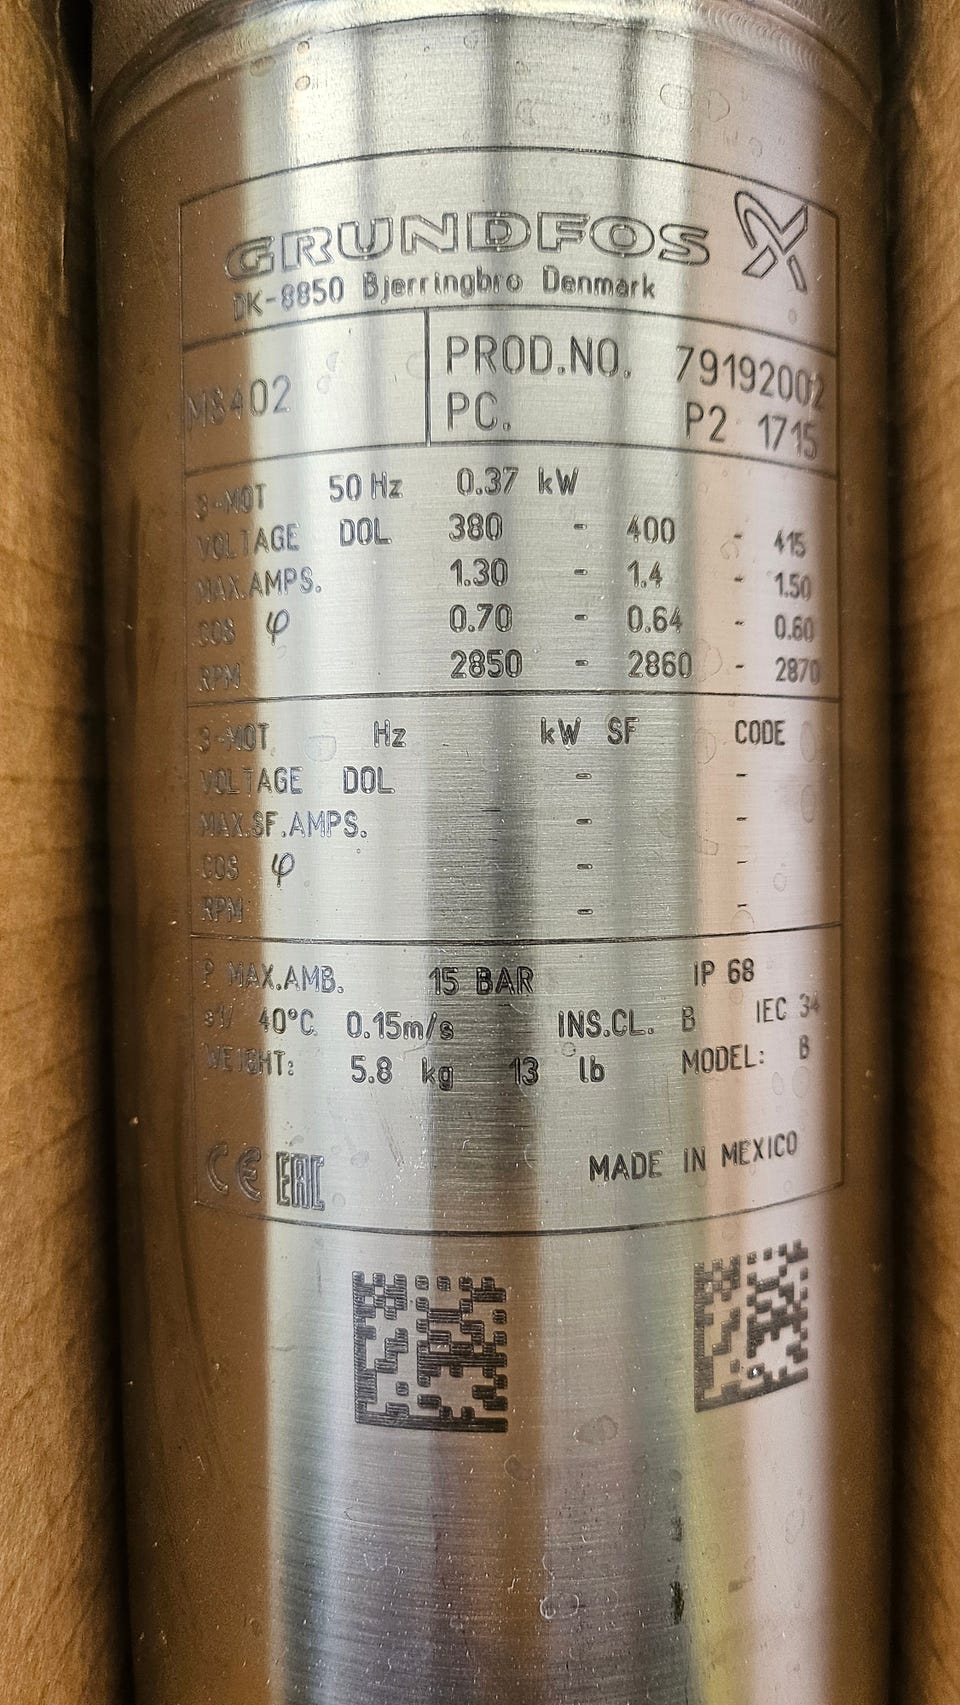 GRUNDFOS
DK-8850 Bjerringbro Denmark
MS402
PROD.NO. 79192002
PC. P2 1715
3~MOT 50 Hz 0.37 kW
VOLTAGE DOL 380 - 400 - 415
MAX.AMPS. 1.30 - 1.4 - 1.50
COS φ 0.70 - 0.64 - 0.60
RPM 2850 - 2860 - 2870
3~MOT Hz kW SF CODE
VOLTAGE DOL - -
MAX.SF.AMPS. - -
COS φ - -
RPM - -
P MAX.AMB. 15 BAR IP 68
S1/ 40°C 0.15m/s INS.CL. B IEC 34
WEIGHT: 5.8 kg 13 lb MODEL: B
CE EAC MADE IN MEXICO